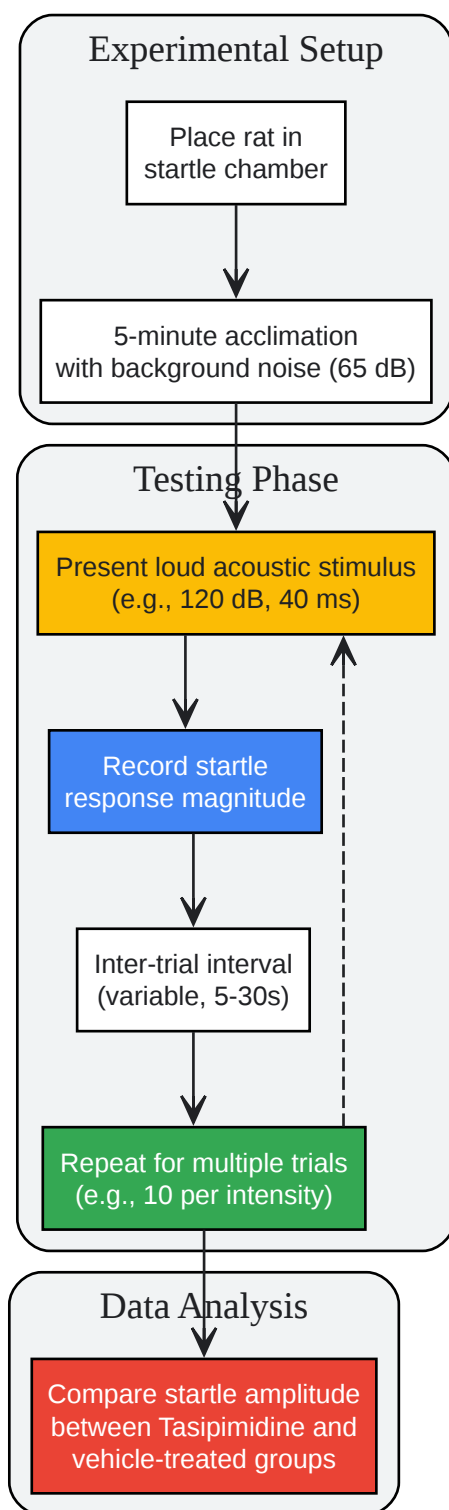 Experimental Setup
Place rat in
startle chamber
5-minute acclimation
with background noise (65 dB)
Testing Phase
Present loud acoustic stimulus
(e.g., 120 dB, 40 ms)
Record startle
response magnitude
Inter-trial interval
(variable, 5-30s)
Repeat for multiple trials
(e.g., 10 per intensity)
Data Analysis
Compare startle amplitude
between Tasipimidine and
vehicle-treated groups